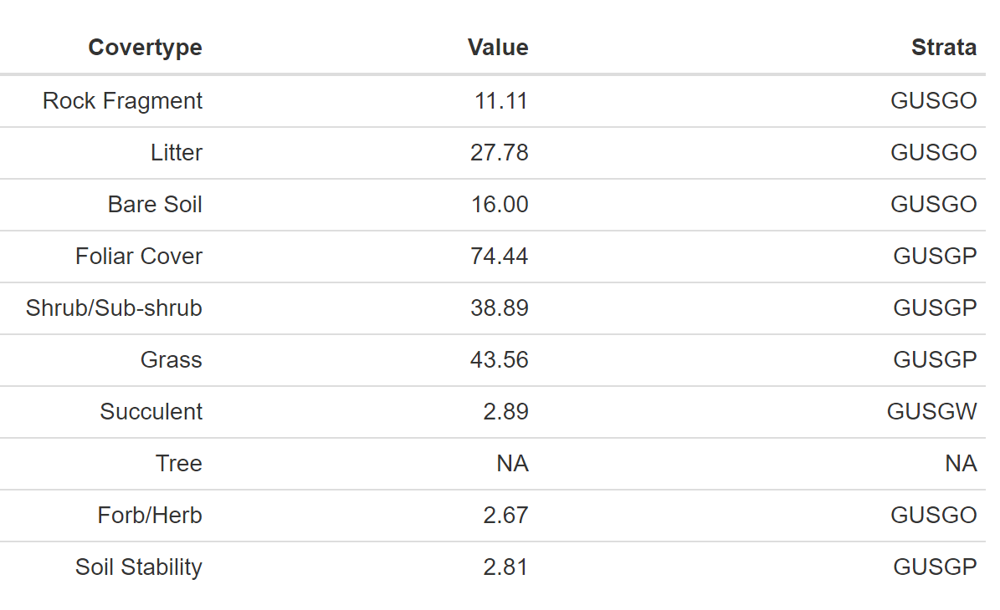 Covertype Value Strata
Rock Fragment 11.11 GUSGO
Litter 27.78 GUSGO
Bare Soil 16.00 GUSGO
Foliar Cover 74.44 GUSGP
Shrub/Sub-shrub 38.89 GUSGP
Grass 43.56 GUSGP
Succulent 2.89 GUSGW
Tree NA NA
Forb/Herb 2.67 GUSGO
Soil Stability 2.81 GUSGP